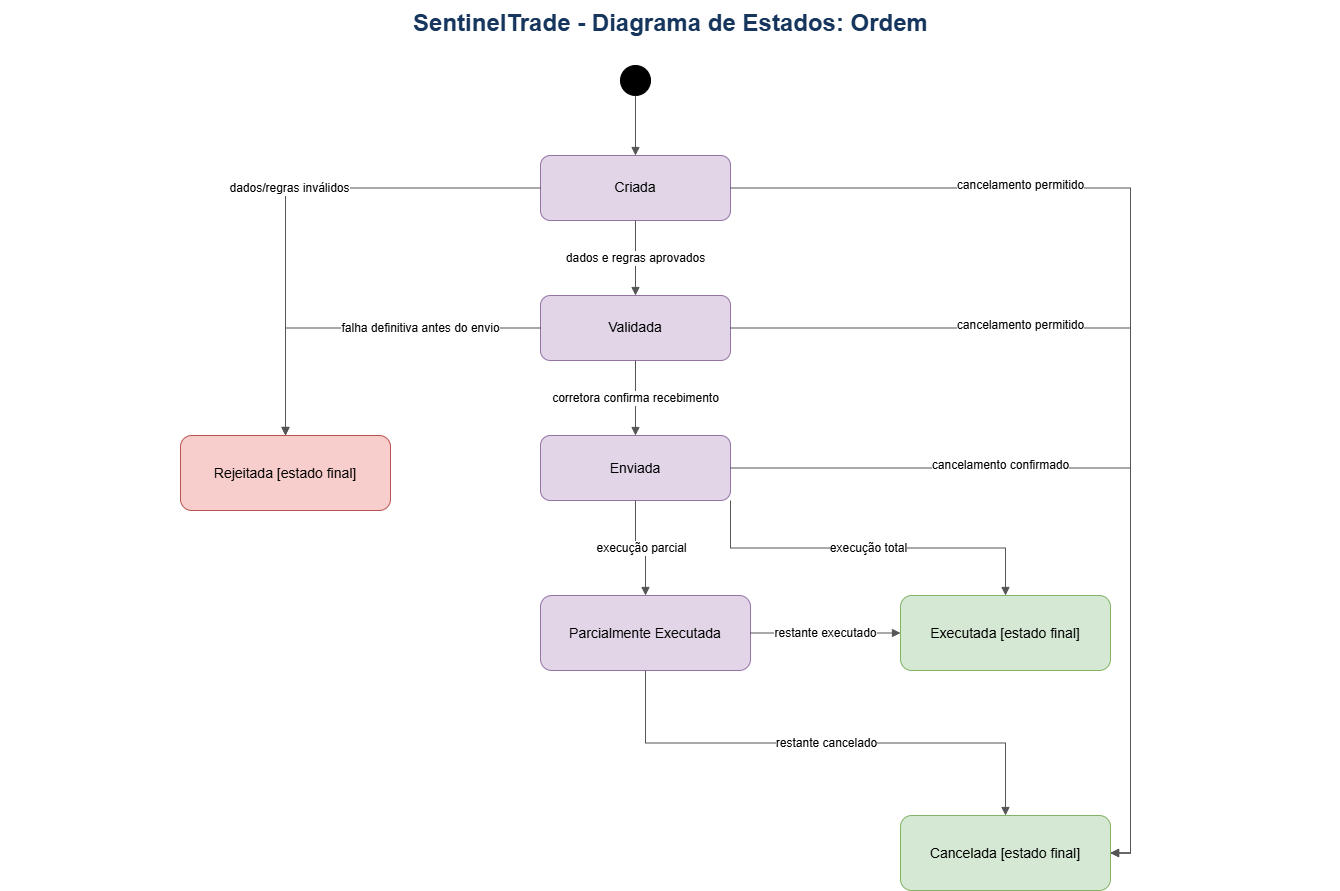 SentinelTrade - Diagrama de Estados: Ordem
Criada
dados/regras inválidos
cancelamento permitido
dados e regras aprovados
Validada
falha definitiva antes do envio
cancelamento permitido
corretora confirma recebimento
Rejeitada [estado final]
Enviada
cancelamento confirmado
execução parcial
execução total
Parcialmente Executada
restante executado
Executada [estado final]
restante cancelado
Cancelada [estado final]